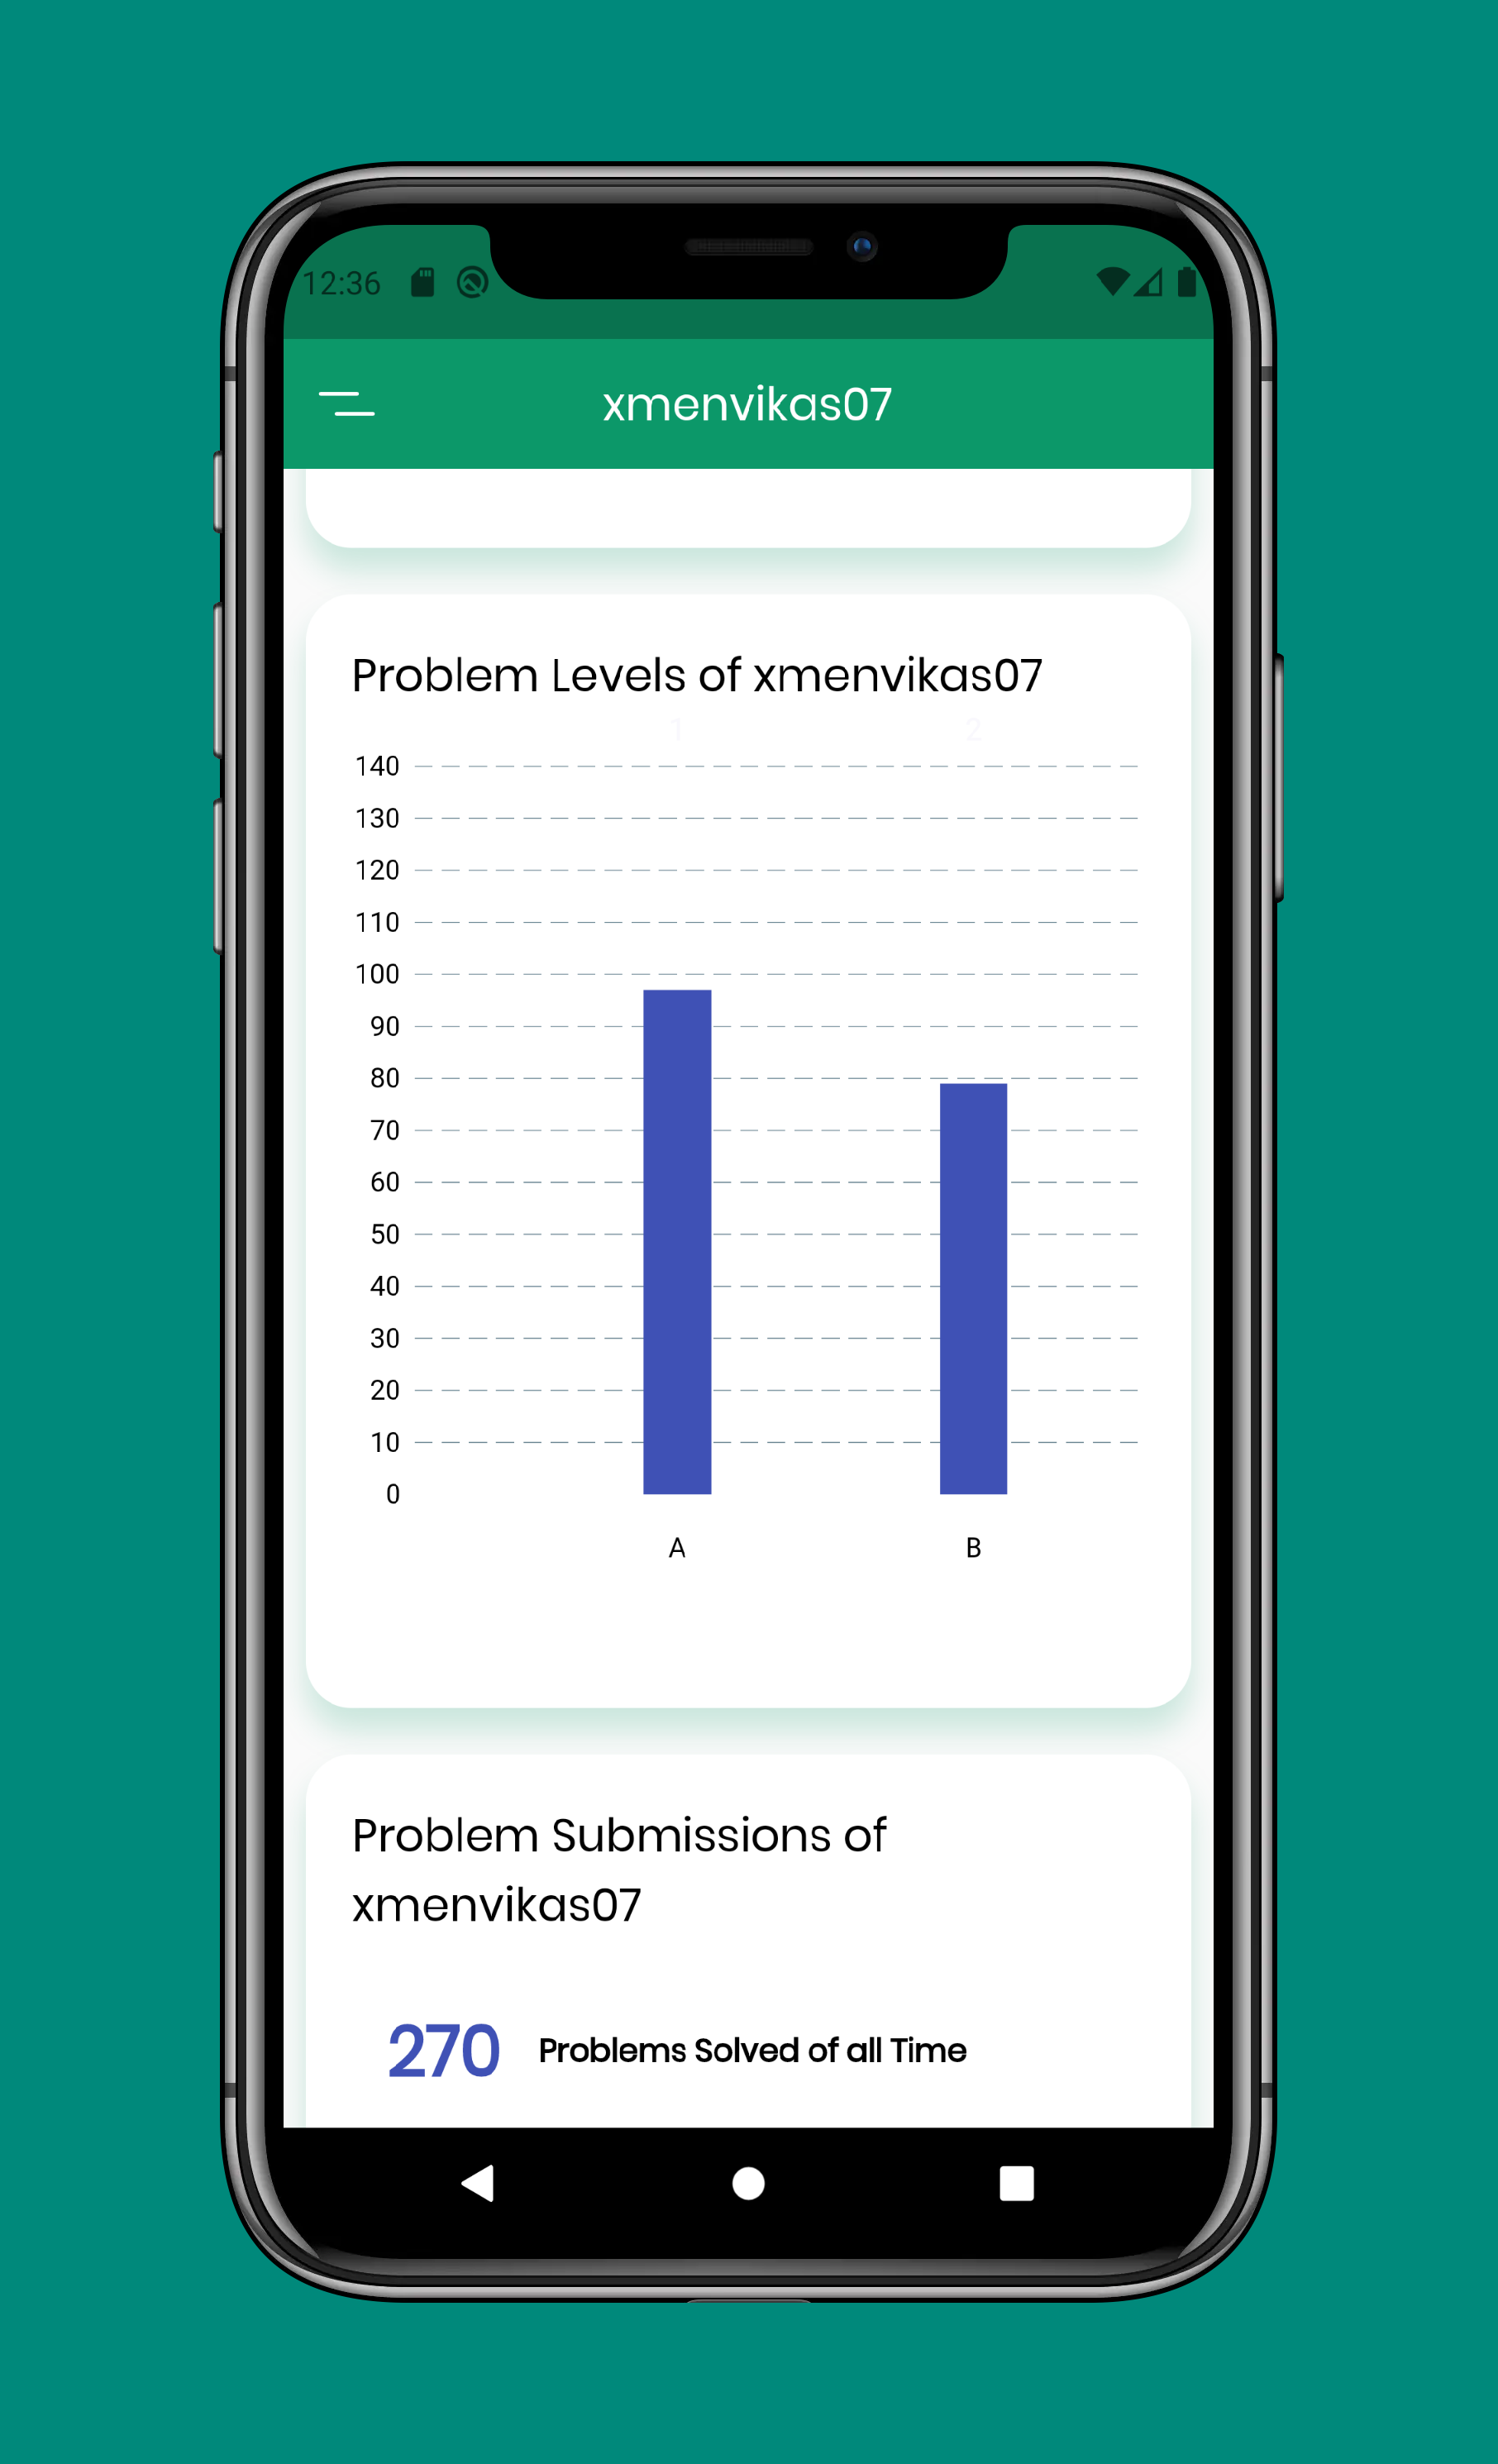 12:36
xmenvikas07
Problem Levels of xmenvikas07
1 2
140
130
120
110
100
90
80
70
60
50
40
30
20
10
0
A B
Problem Submissions of
xmenvikas07
270 Problems Solved of all Time